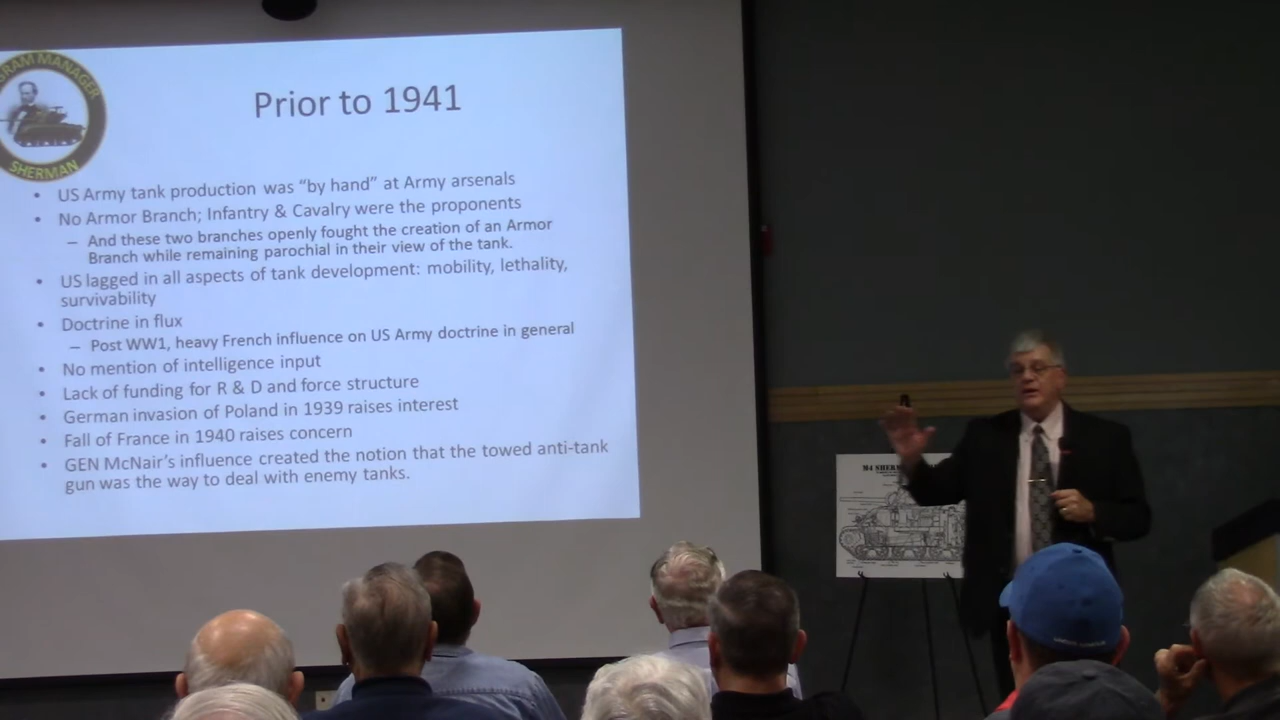 GRAM MANAGER
SHERMAN
Prior to 1941
• US Army tank production was “by hand” at Army arsenals
• No Armor Branch; Infantry & Cavalry were the proponents
– And these two branches openly fought the creation of an Armor
Branch while remaining parochial in their view of the tank.
• US lagged in all aspects of tank development: mobility, lethality,
survivability
• Doctrine in flux
– Post WW1, heavy French influence on US Army doctrine in general
• No mention of intelligence input
• Lack of funding for R & D and force structure
• German invasion of Poland in 1939 raises interest
• Fall of France in 1940 raises concern
• GEN McNair’s influence created the notion that the towed anti-tank
gun was the way to deal with enemy tanks.
M4 SHER